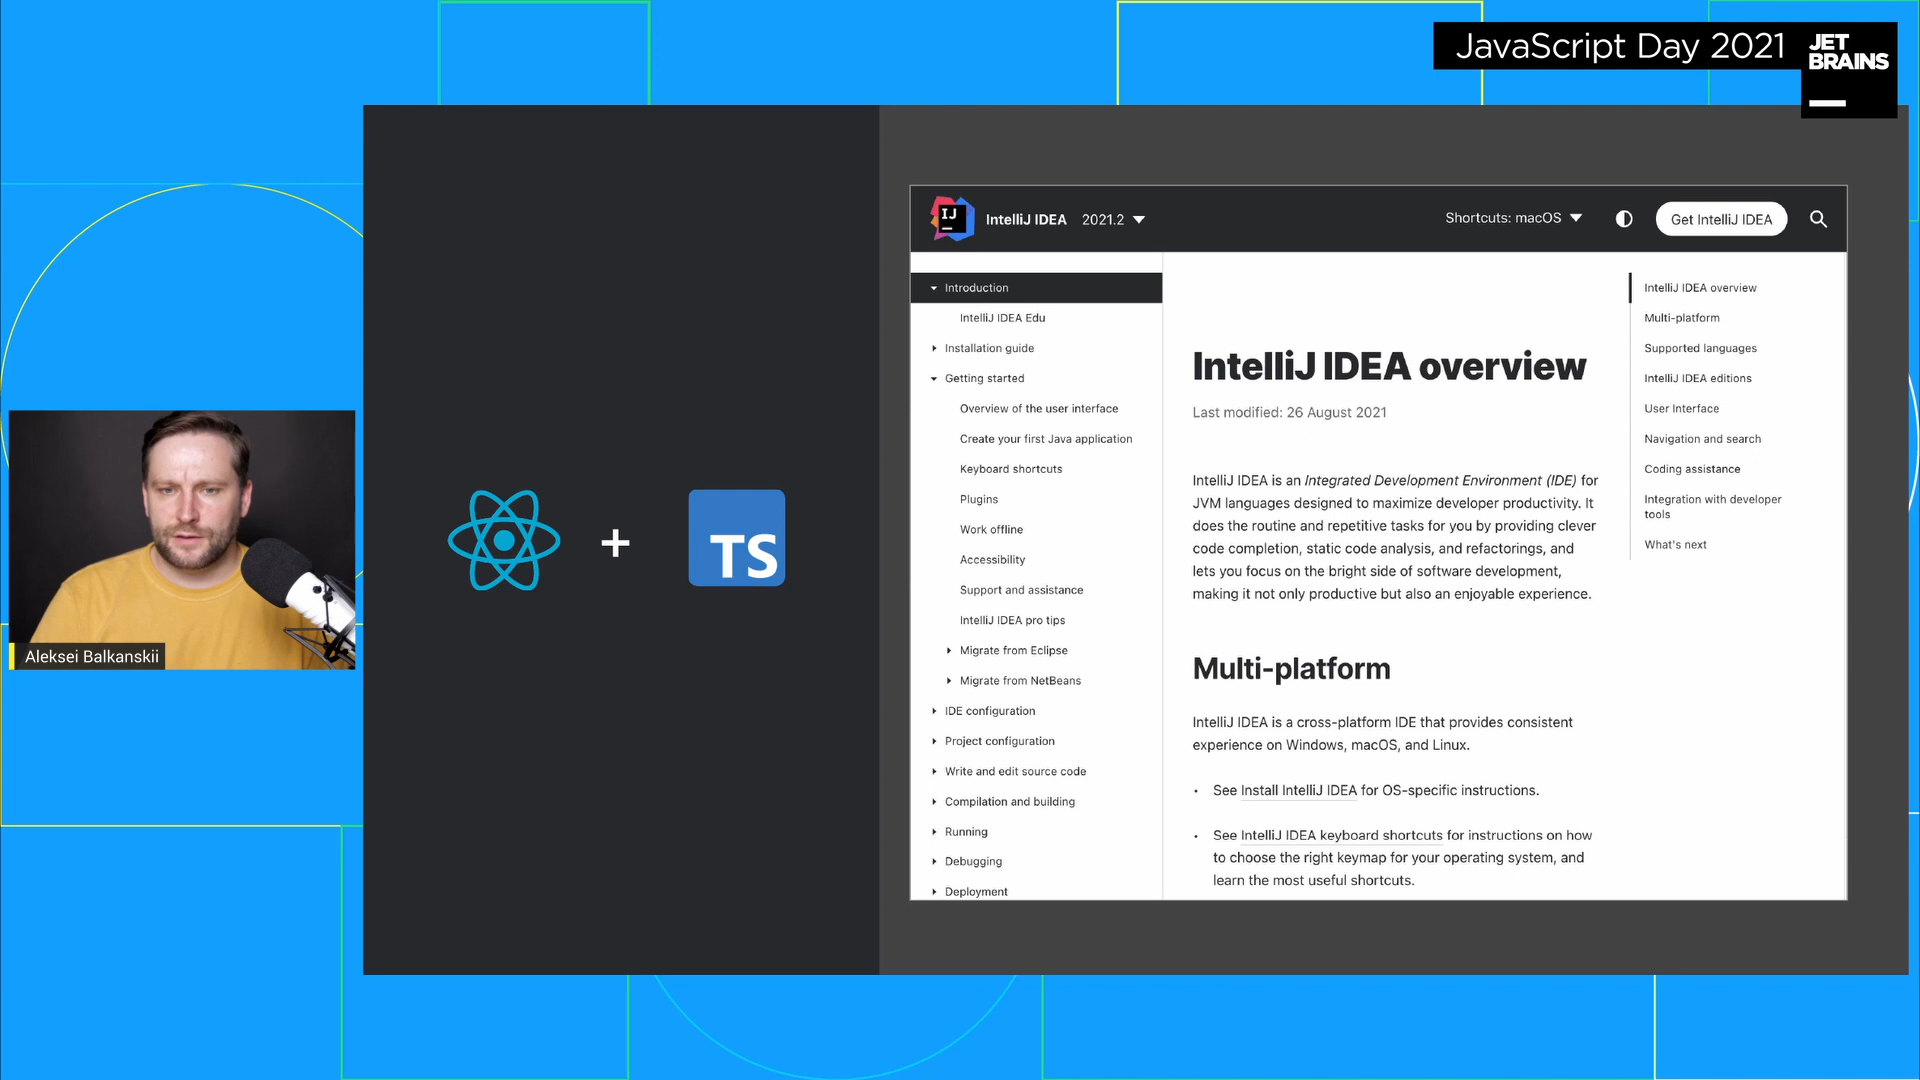 JavaScript Day 2021
JET
BRAINS
IJ
IntelliJ IDEA
2021.2
Shortcuts: macOS
Get IntelliJ IDEA
Introduction
IntelliJ IDEA Edu
Installation guide
Getting started
Overview of the user interface
Create your first Java application
Keyboard shortcuts
Plugins
Work offline
Accessibility
Support and assistance
IntelliJ IDEA pro tips
Migrate from Eclipse
Migrate from NetBeans
IDE configuration
Project configuration
Write and edit source code
Compilation and building
Running
Debugging
Deployment
IntelliJ IDEA overview
Last modified: 26 August 2021
IntelliJ IDEA is an Integrated Development Environment (IDE) for
JVM languages designed to maximize developer productivity. It
does the routine and repetitive tasks for you by providing clever
code completion, static code analysis, and refactorings, and
lets you focus on the bright side of software development,
making it not only productive but also an enjoyable experience.
Multi-platform
IntelliJ IDEA is a cross-platform IDE that provides consistent
experience on Windows, macOS, and Linux.
• See Install IntelliJ IDEA for OS-specific instructions.
• See IntelliJ IDEA keyboard shortcuts for instructions on how
to choose the right keymap for your operating system, and
learn the most useful shortcuts.
IntelliJ IDEA overview
Multi-platform
Supported languages
IntelliJ IDEA editions
User Interface
Navigation and search
Coding assistance
Integration with developer
tools
What's next
+
TS
Aleksei Balkanskii